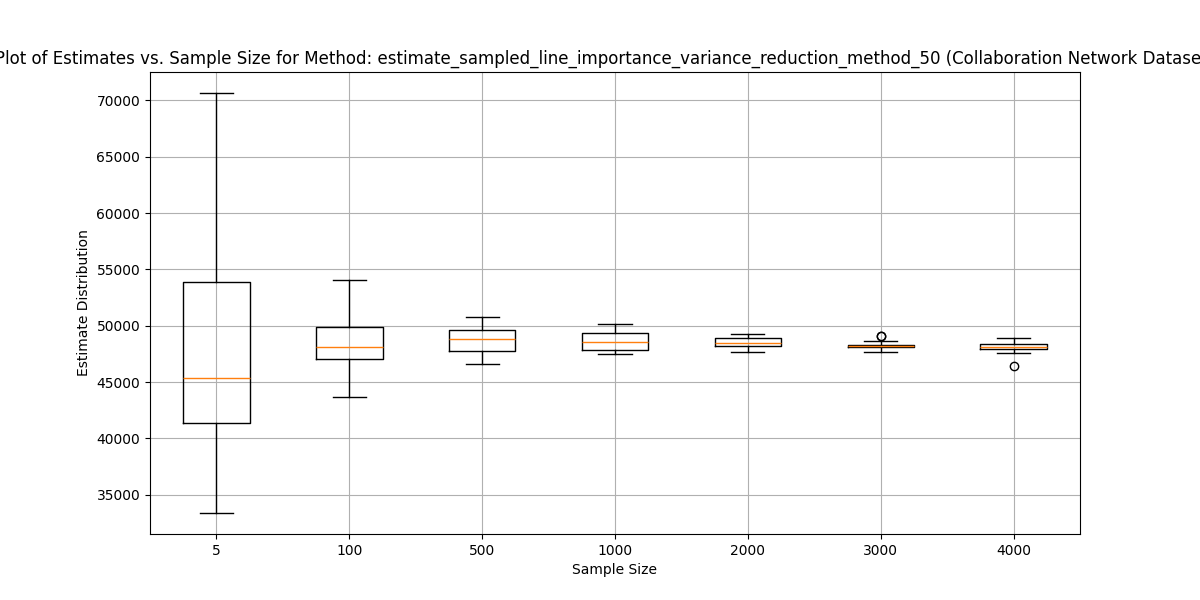 Plot of Estimates vs. Sample Size for Method: estimate_sampled_line_importance_variance_reduction_method_50 (Collaboration Network Datase
70000
65000
60000
55000
50000
45000
40000
35000
Estimate Distribution
5 100 500 1000 2000 3000 4000
Sample Size